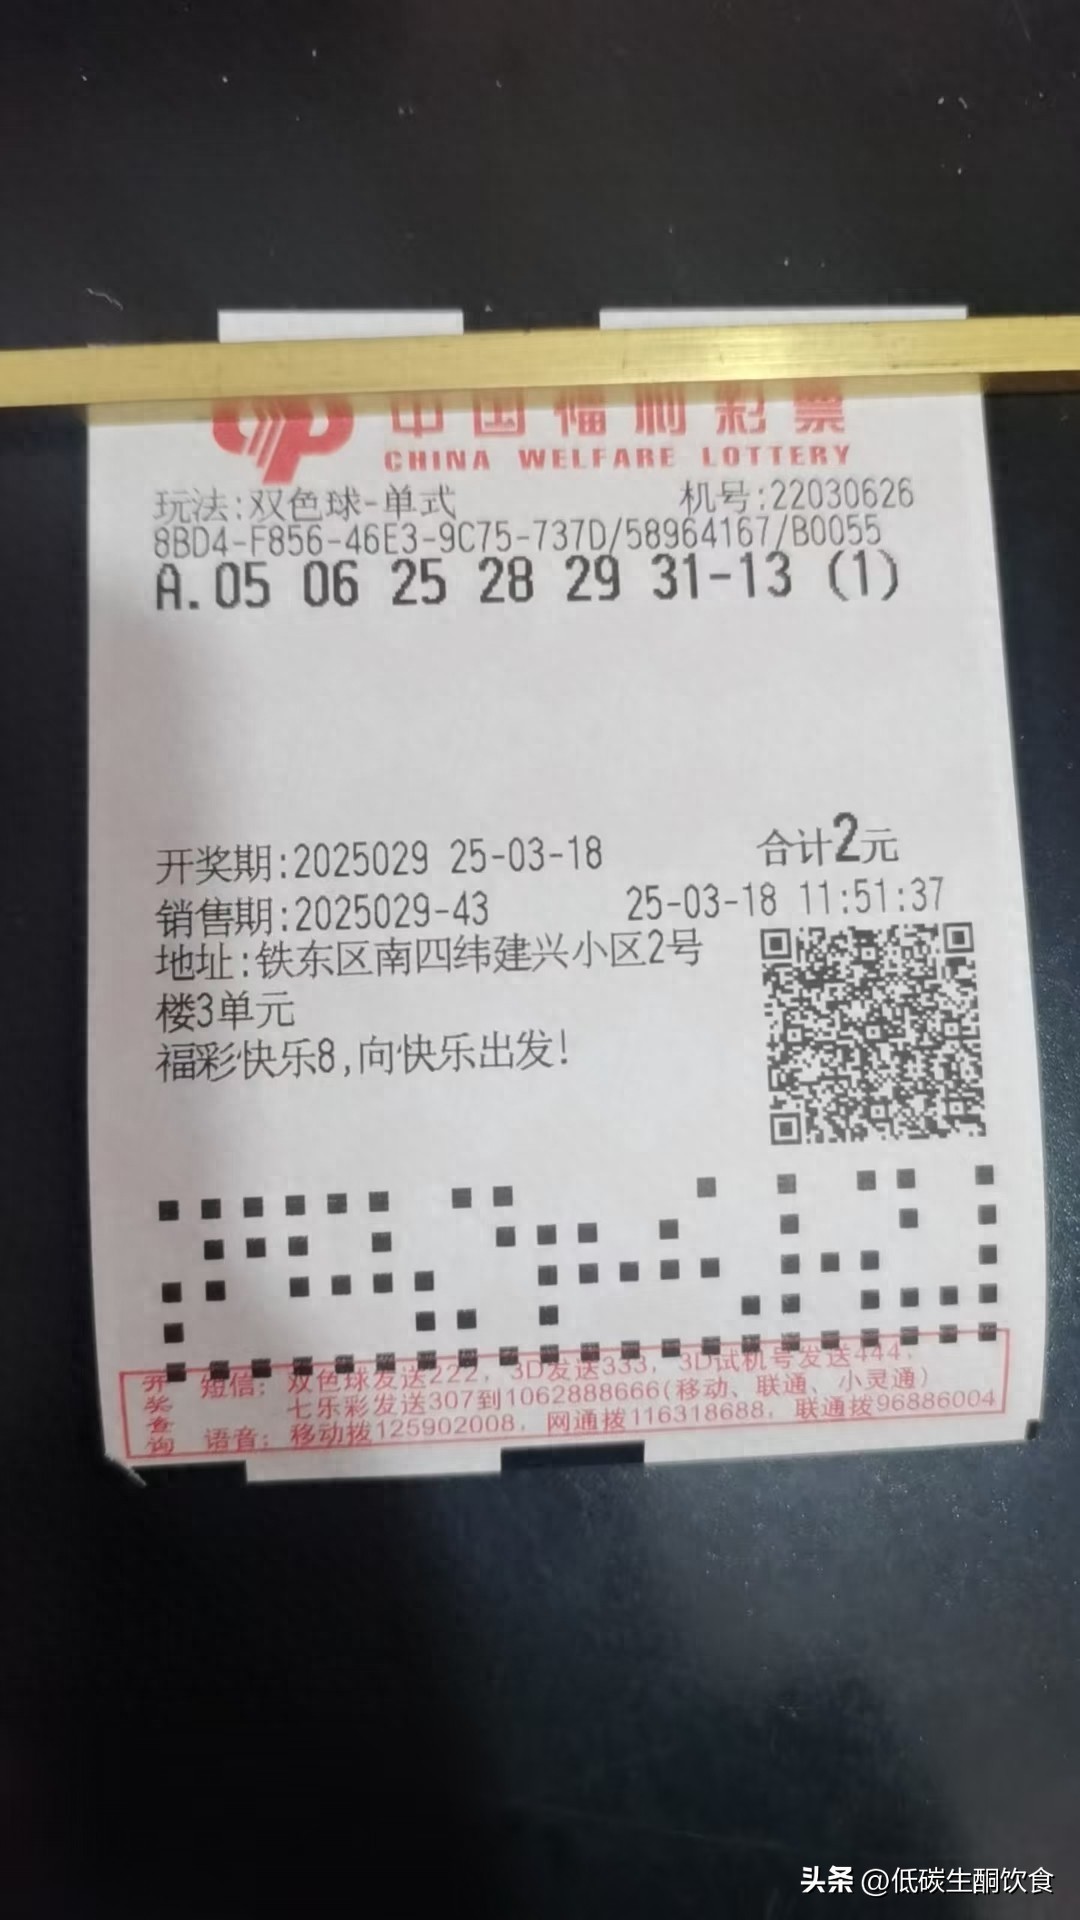 中国福利彩票
CHINA WELFARE LOTTERY
玩法:双色球-单式 机号:22030626
8BD4-F856-46E3-9C75-737D/58964167/B0055
A.05 06 25 28 29 31-13 (1)
开奖期:2025029 25-03-18 合计2元
销售期:2025029-43 25-03-18 11:51:37
地址:铁东区南四纬建兴小区2号
楼3单元
福彩快乐8,向快乐出发!
开奖查询
短信: 双色球发送222, 3D发送333, 3D试机号发送444,
七乐彩发送307到1062888666(移动、联通、小灵通)
语音: 移动拨125902008, 网通拨116318688, 联通拨96886004
头条 @低碳生酮饮食